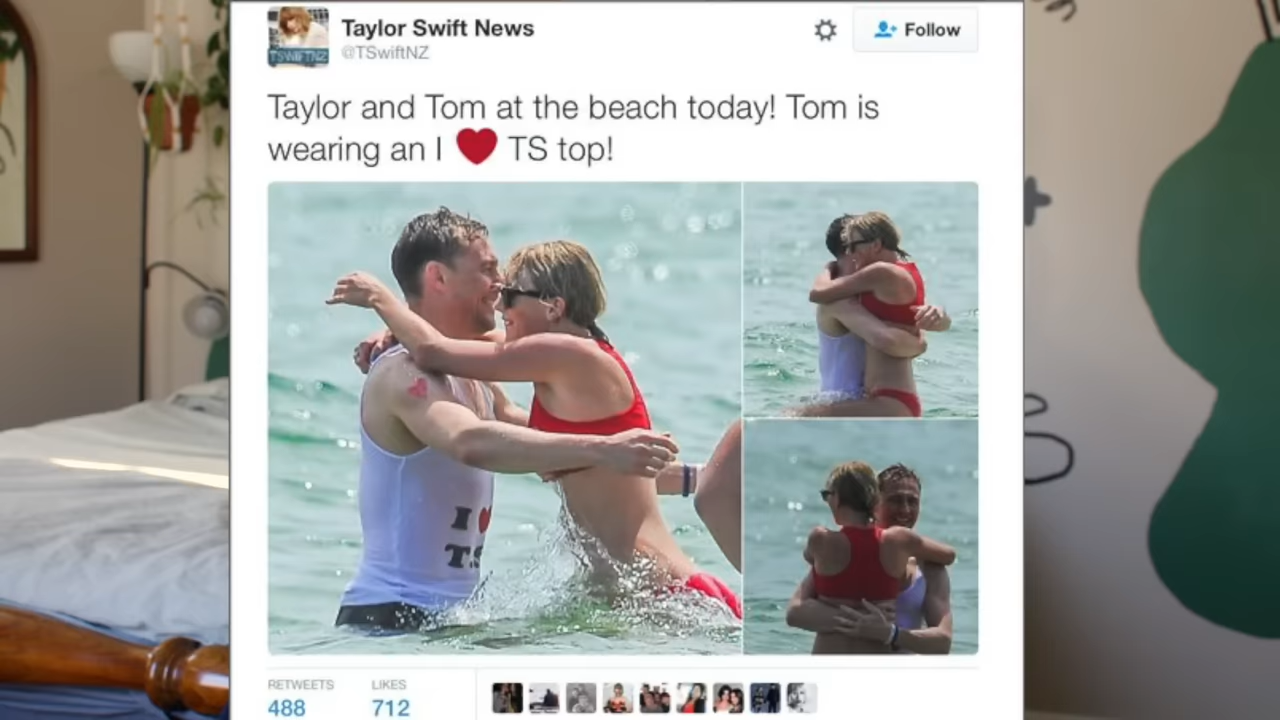 Taylor Swift News
@TSwiftNZ
Follow
TSWIFTNZ
Taylor and Tom at the beach today! Tom is
wearing an I ❤ TS top!
I ♥
T.S
RETWEETS LIKES
488 712